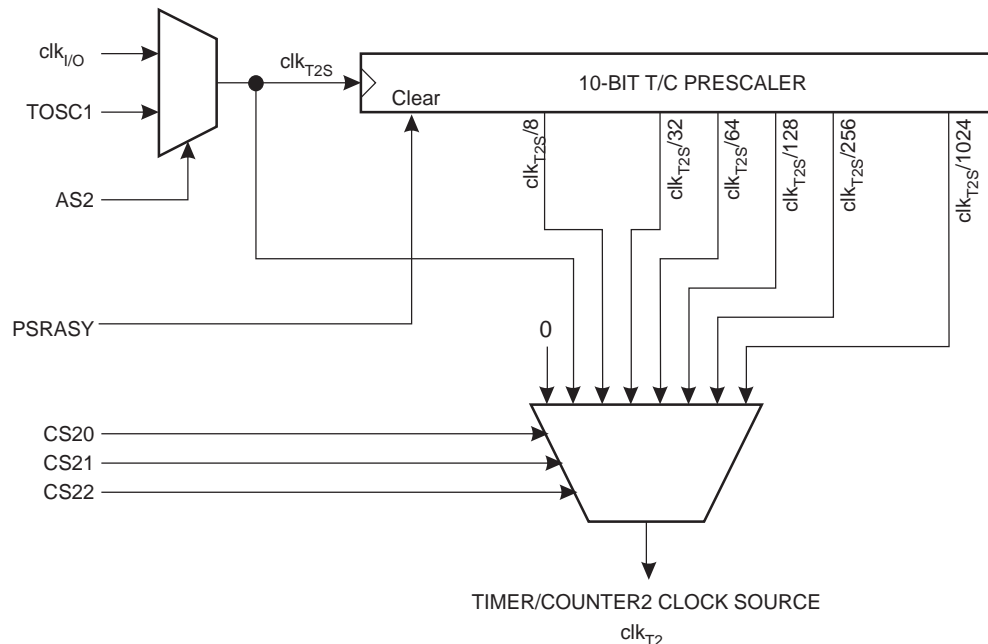 clkI/O
TOSC1
AS2
PSRASY
CS20
CS21
CS22
clkT2S
10-BIT T/C PRESCALER
Clear
clkT2S/8
clkT2S/32
clkT2S/64
clkT2S/128
clkT2S/256
clkT2S/1024
0
TIMER/COUNTER2 CLOCK SOURCE
clkT2